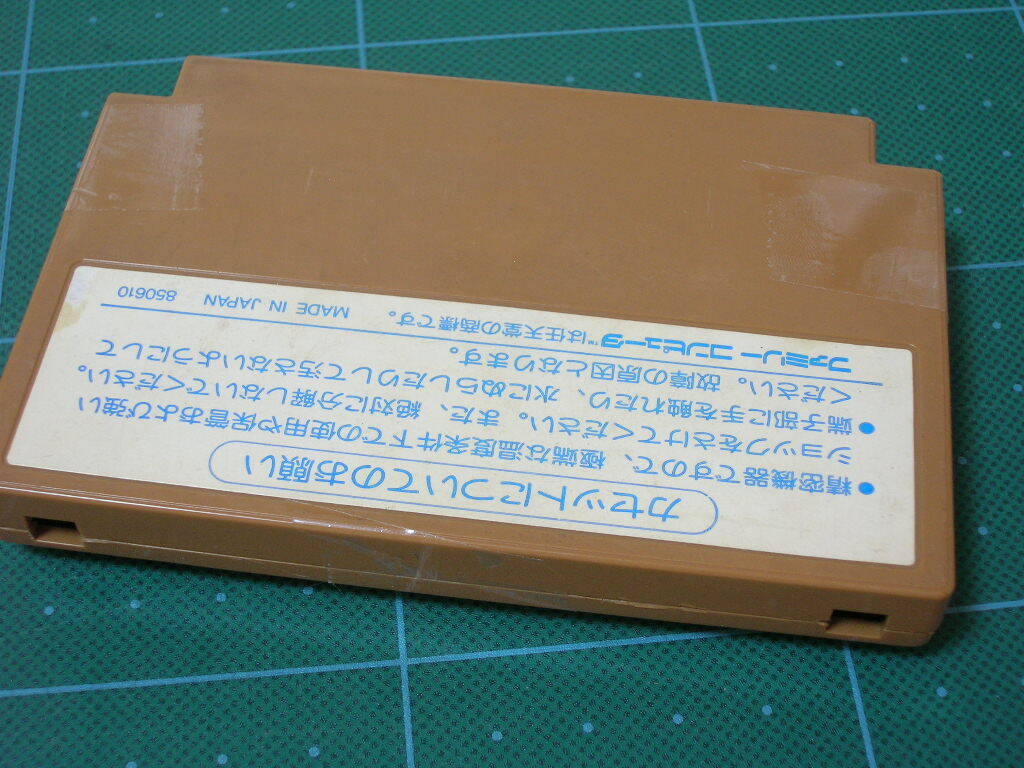 カセットについてのお願い
●精密機器ですので、極端な温度条件下での使用や保管および強い
ショックをさけてください。また、絶対に分解しないでください。
●端子部に手を触れたり、水にぬらしたりして汚さないようにして
ください。故障の原因となります。
ファミリーコンピュータ™は任天堂の商標です。 MADE IN JAPAN 850610